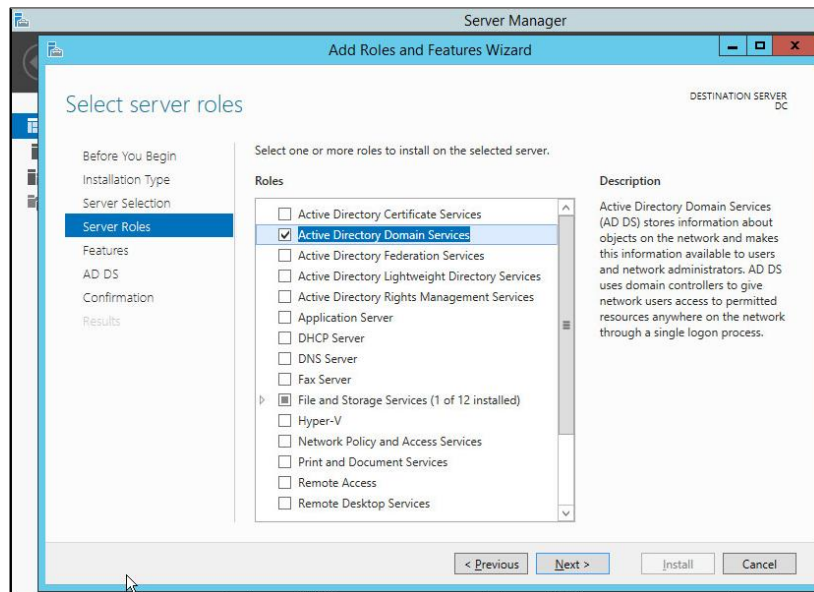 Server Manager
Add Roles and Features Wizard
Select server roles
DESTINATION SERVER
DC
Before You Begin
Installation Type
Server Selection
Server Roles
Features
AD DS
Confirmation
Results
Select one or more roles to install on the selected server.
Roles
Active Directory Certificate Services
Active Directory Domain Services
Active Directory Federation Services
Active Directory Lightweight Directory Services
Active Directory Rights Management Services
Application Server
DHCP Server
DNS Server
Fax Server
File and Storage Services (1 of 12 installed)
Hyper-V
Network Policy and Access Services
Print and Document Services
Remote Access
Remote Desktop Services
Description
Active Directory Domain Services
(AD DS) stores information about
objects on the network and makes
this information available to users
and network administrators. AD DS
uses domain controllers to give
network users access to permitted
resources anywhere on the network
through a single logon process.
< Previous
Next >
Install
Cancel